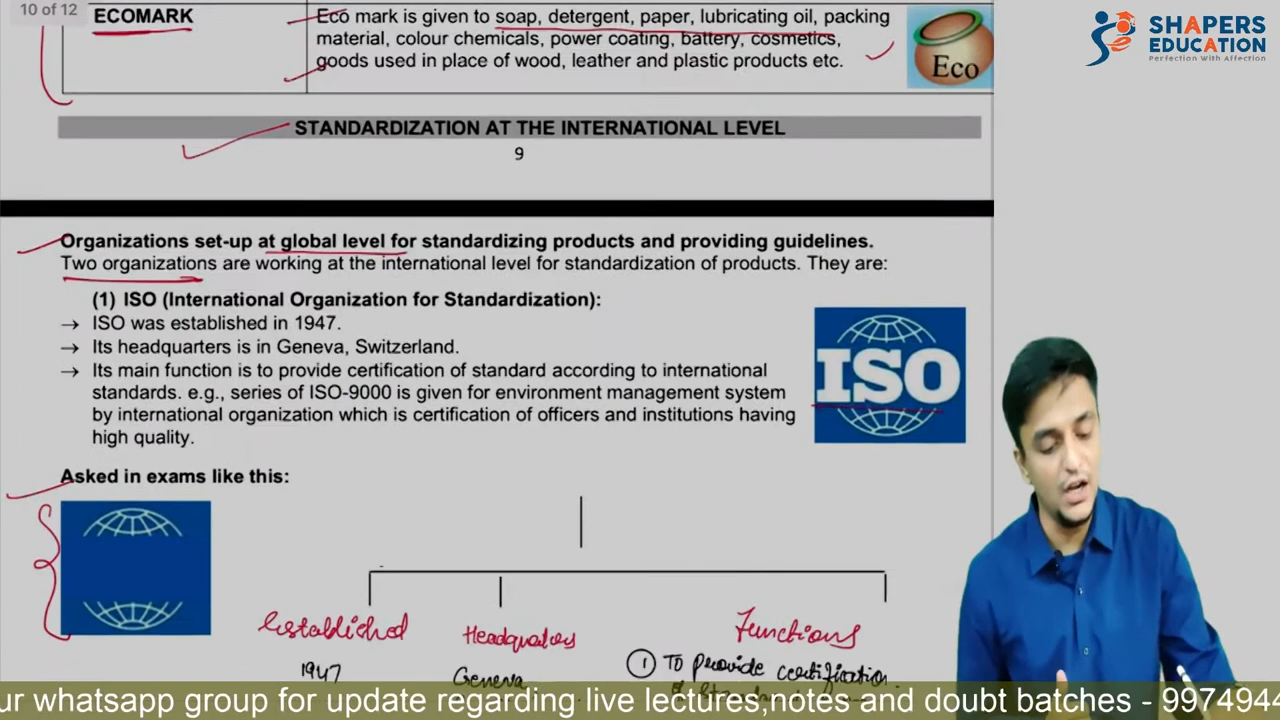 10 of 12
SHAPERS
EDUCATION
Perfection With Affection
ECOMARK
Eco mark is given to soap, detergent, paper, lubricating oil, packing
material, colour chemicals, power coating, battery, cosmetics,
goods used in place of wood, leather and plastic products etc.
Eco
STANDARDIZATION AT THE INTERNATIONAL LEVEL
9
Organizations set-up at global level for standardizing products and providing guidelines.
Two organizations are working at the international level for standardization of products. They are:
(1) ISO (International Organization for Standardization):
→ ISO was established in 1947.
→ Its headquarters is in Geneva, Switzerland.
→ Its main function is to provide certification of standard according to international
standards. e.g., series of ISO-9000 is given for environment management system
by international organization which is certification of officers and institutions having
high quality.
ISO
Asked in exams like this:
Established
Headquaters
Functions
1947
Geneva
① To provide certification
ur whatsapp group for update regarding live lectures,notes and doubt batches - 9974944